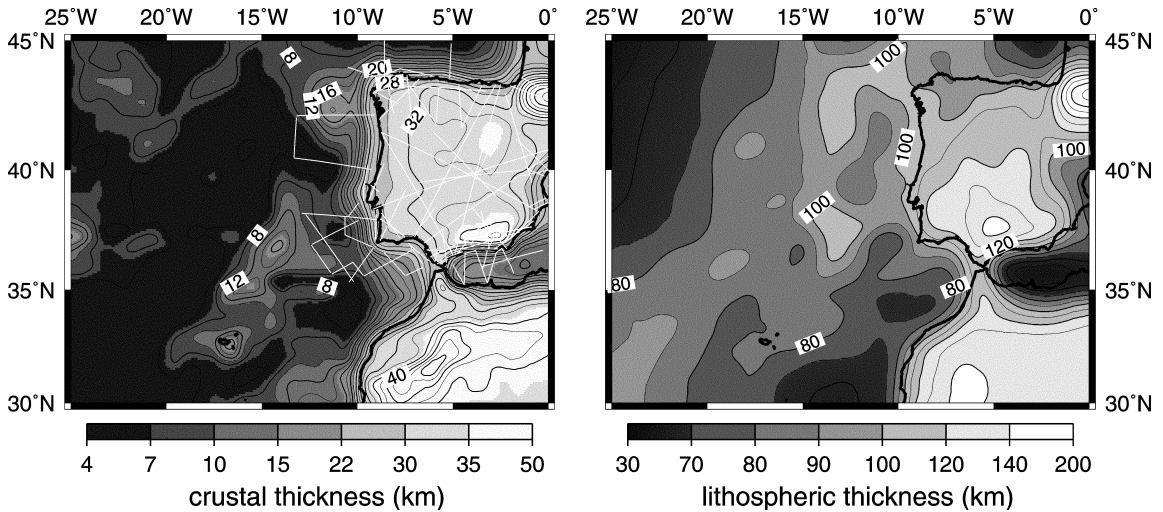 25˚W 20˚W 15˚W 10˚W 5˚W 0˚ 25˚W 20˚W 15˚W 10˚W 5˚W 0˚
45˚N 45˚N
8 20 28 16 12 32 100
100 100
40˚N 40˚N
8 12 8 100 120 80 80
35˚N 35˚N
80
40
30˚N 30˚N
4 7 10 15 22 30 35 50
crustal thickness (km)
30 70 80 90 100 120 140 200
lithospheric thickness (km)